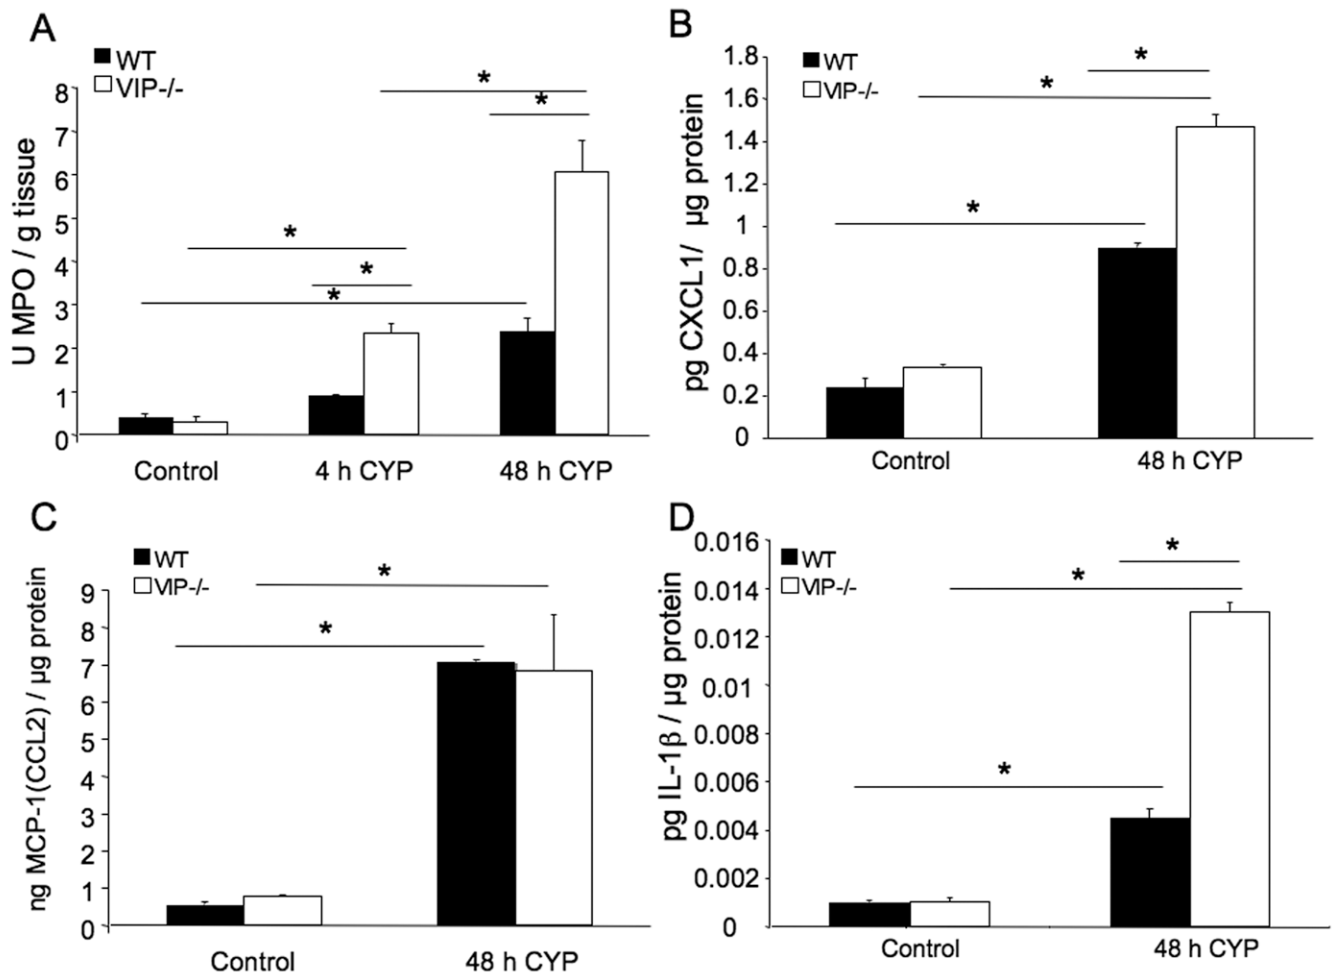 A
WT
VIP-/-
U MPO / g tissue
8
7
6
5
4
3
2
1
0
*
*
*
*
*
Control
4 h CYP
48 h CYP
B
WT
VIP-/-
pg CXCL1/ µg protein
1.8
1.6
1.4
1.2
1
0.8
0.6
0.4
0.2
0
*
*
*
Control
48 h CYP
C
WT
VIP-/-
ng MCP-1(CCL2) / µg protein
9
8
7
6
5
4
3
2
1
0
*
*
Control
48 h CYP
D
WT
VIP-/-
pg IL-1β / µg protein
0.016
0.014
0.012
0.01
0.008
0.006
0.004
0.002
0
*
*
*
Control
48 h CYP